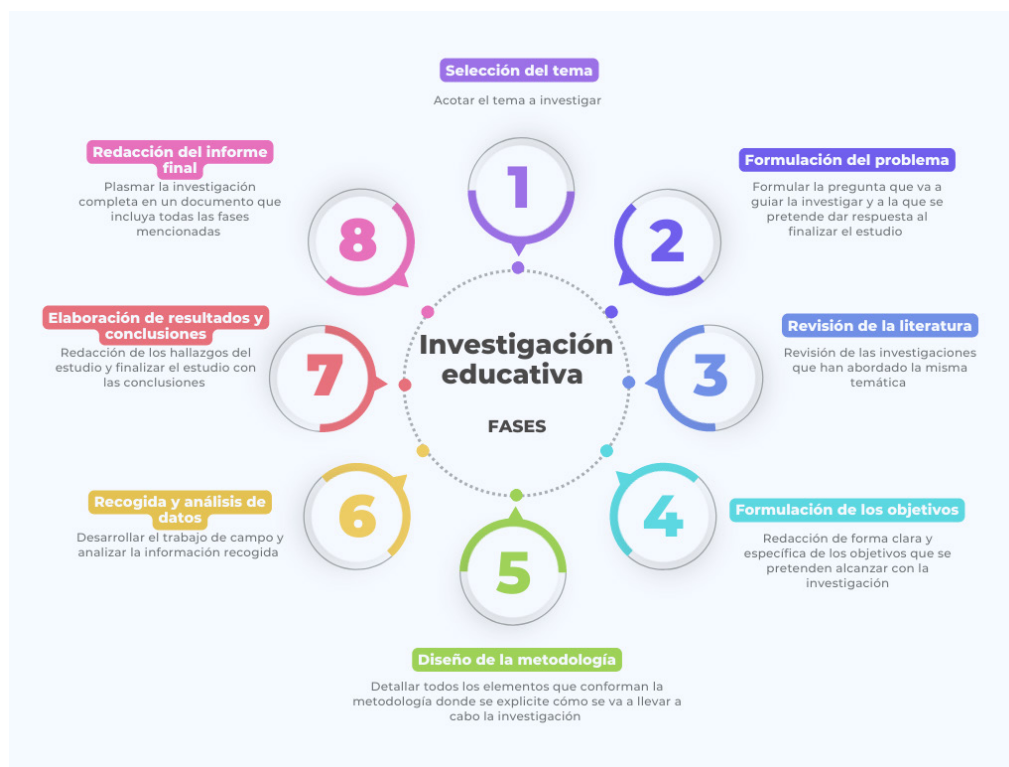 Selección del tema
Acotar el tema a investigar
1
Formulación del problema
Formular la pregunta que va a
guiar la investigar y a la que se
pretende dar respuesta al
finalizar el estudio
2
Revisión de la literatura
Revisión de las investigaciones
que han abordado la misma
temática
3
Formulación de los objetivos
Redacción de forma clara y
específica de los objetivos que se
pretenden alcanzar con la
investigación
4
Diseño de la metodología
Detallar todos los elementos que conforman la
metodología donde se explicite cómo se va a llevar a
cabo la investigación
5
Recogida y análisis de
datos
Desarrollar el trabajo de campo y
analizar la información recogida
6
Elaboración de resultados y
conclusiones
Redacción de los hallazgos del
estudio y finalizar el estudio con
las conclusiones
7
Redacción del informe
final
Plasmar la investigación
completa en un documento que
incluya todas las fases
mencionadas
8
Investigación
educativa
FASES